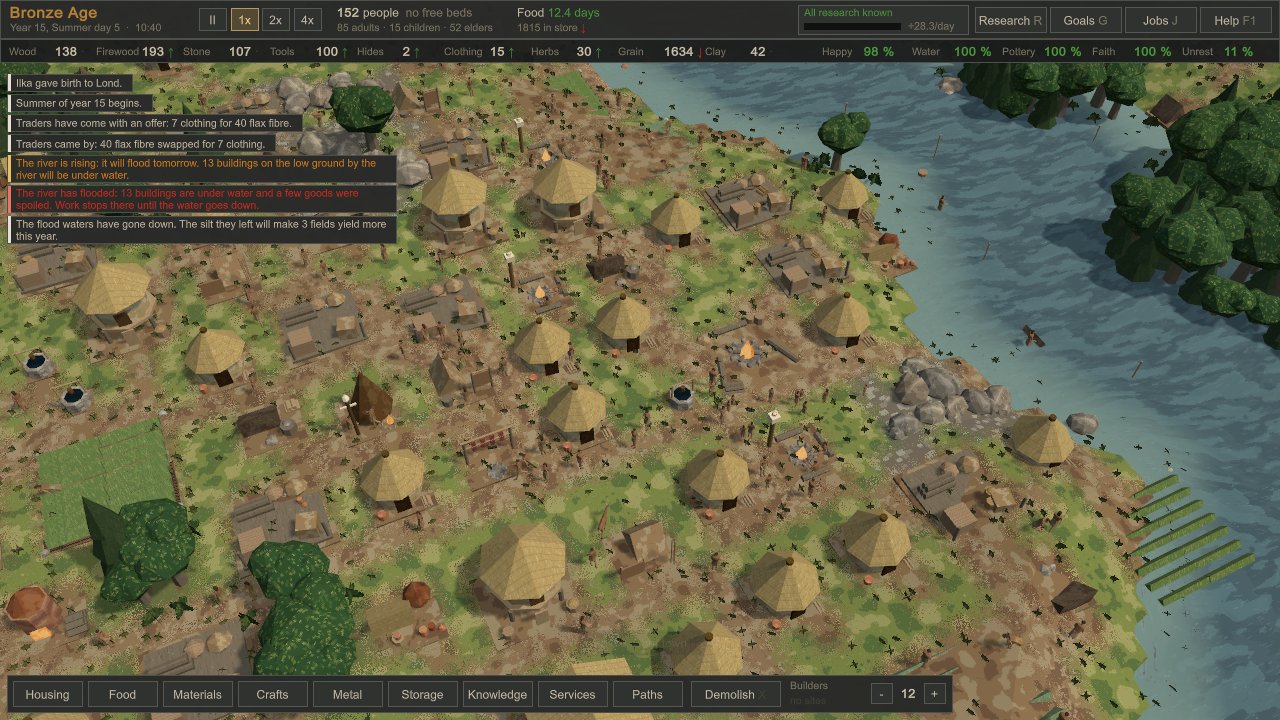 Bronze Age
Year 15, Summer day 5 · 10:40
II 1x 2x 4x
152 people no free beds
85 adults · 15 children · 52 elders
Food 12.4 days
1815 in store ↓
All research known
+28.3/day
Research R
Goals G
Jobs J
Help F1
Wood 138 Firewood 193 ↑ Stone 107 Tools 100 ↑ Hides 2 ↑ Clothing 15 ↑ Herbs 30 ↑ Grain 1634 ↓ Clay 42 Happy 98 % Water 100 % Pottery 100 % Faith 100 % Unrest 11 %
Ilka gave birth to Lond.
Summer of year 15 begins.
Traders have come with an offer: 7 clothing for 40 flax fibre.
Traders came by: 40 flax fibre swapped for 7 clothing.
The river is rising: it will flood tomorrow. 13 buildings on the low ground by the
river will be under water.
The river has flooded: 13 buildings are under water and a few goods were
spoiled. Work stops there until the water goes down.
The flood waters have gone down. The silt they left will make 3 fields yield more
this year.
Housing Food Materials Crafts Metal Storage Knowledge Services Paths Demolish X
Builders
no sites
- 12 +